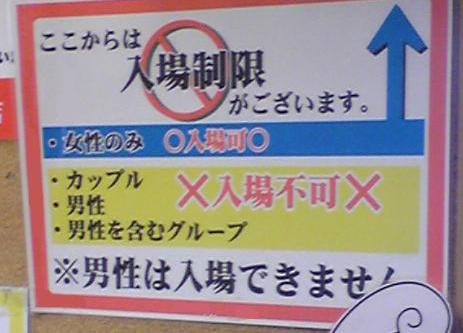 ここからは
入場制限
がございます。
・女性のみ ○入場可○
・カップル
・男性
・男性を含むグループ
×入場不可×
※男性は入場できません